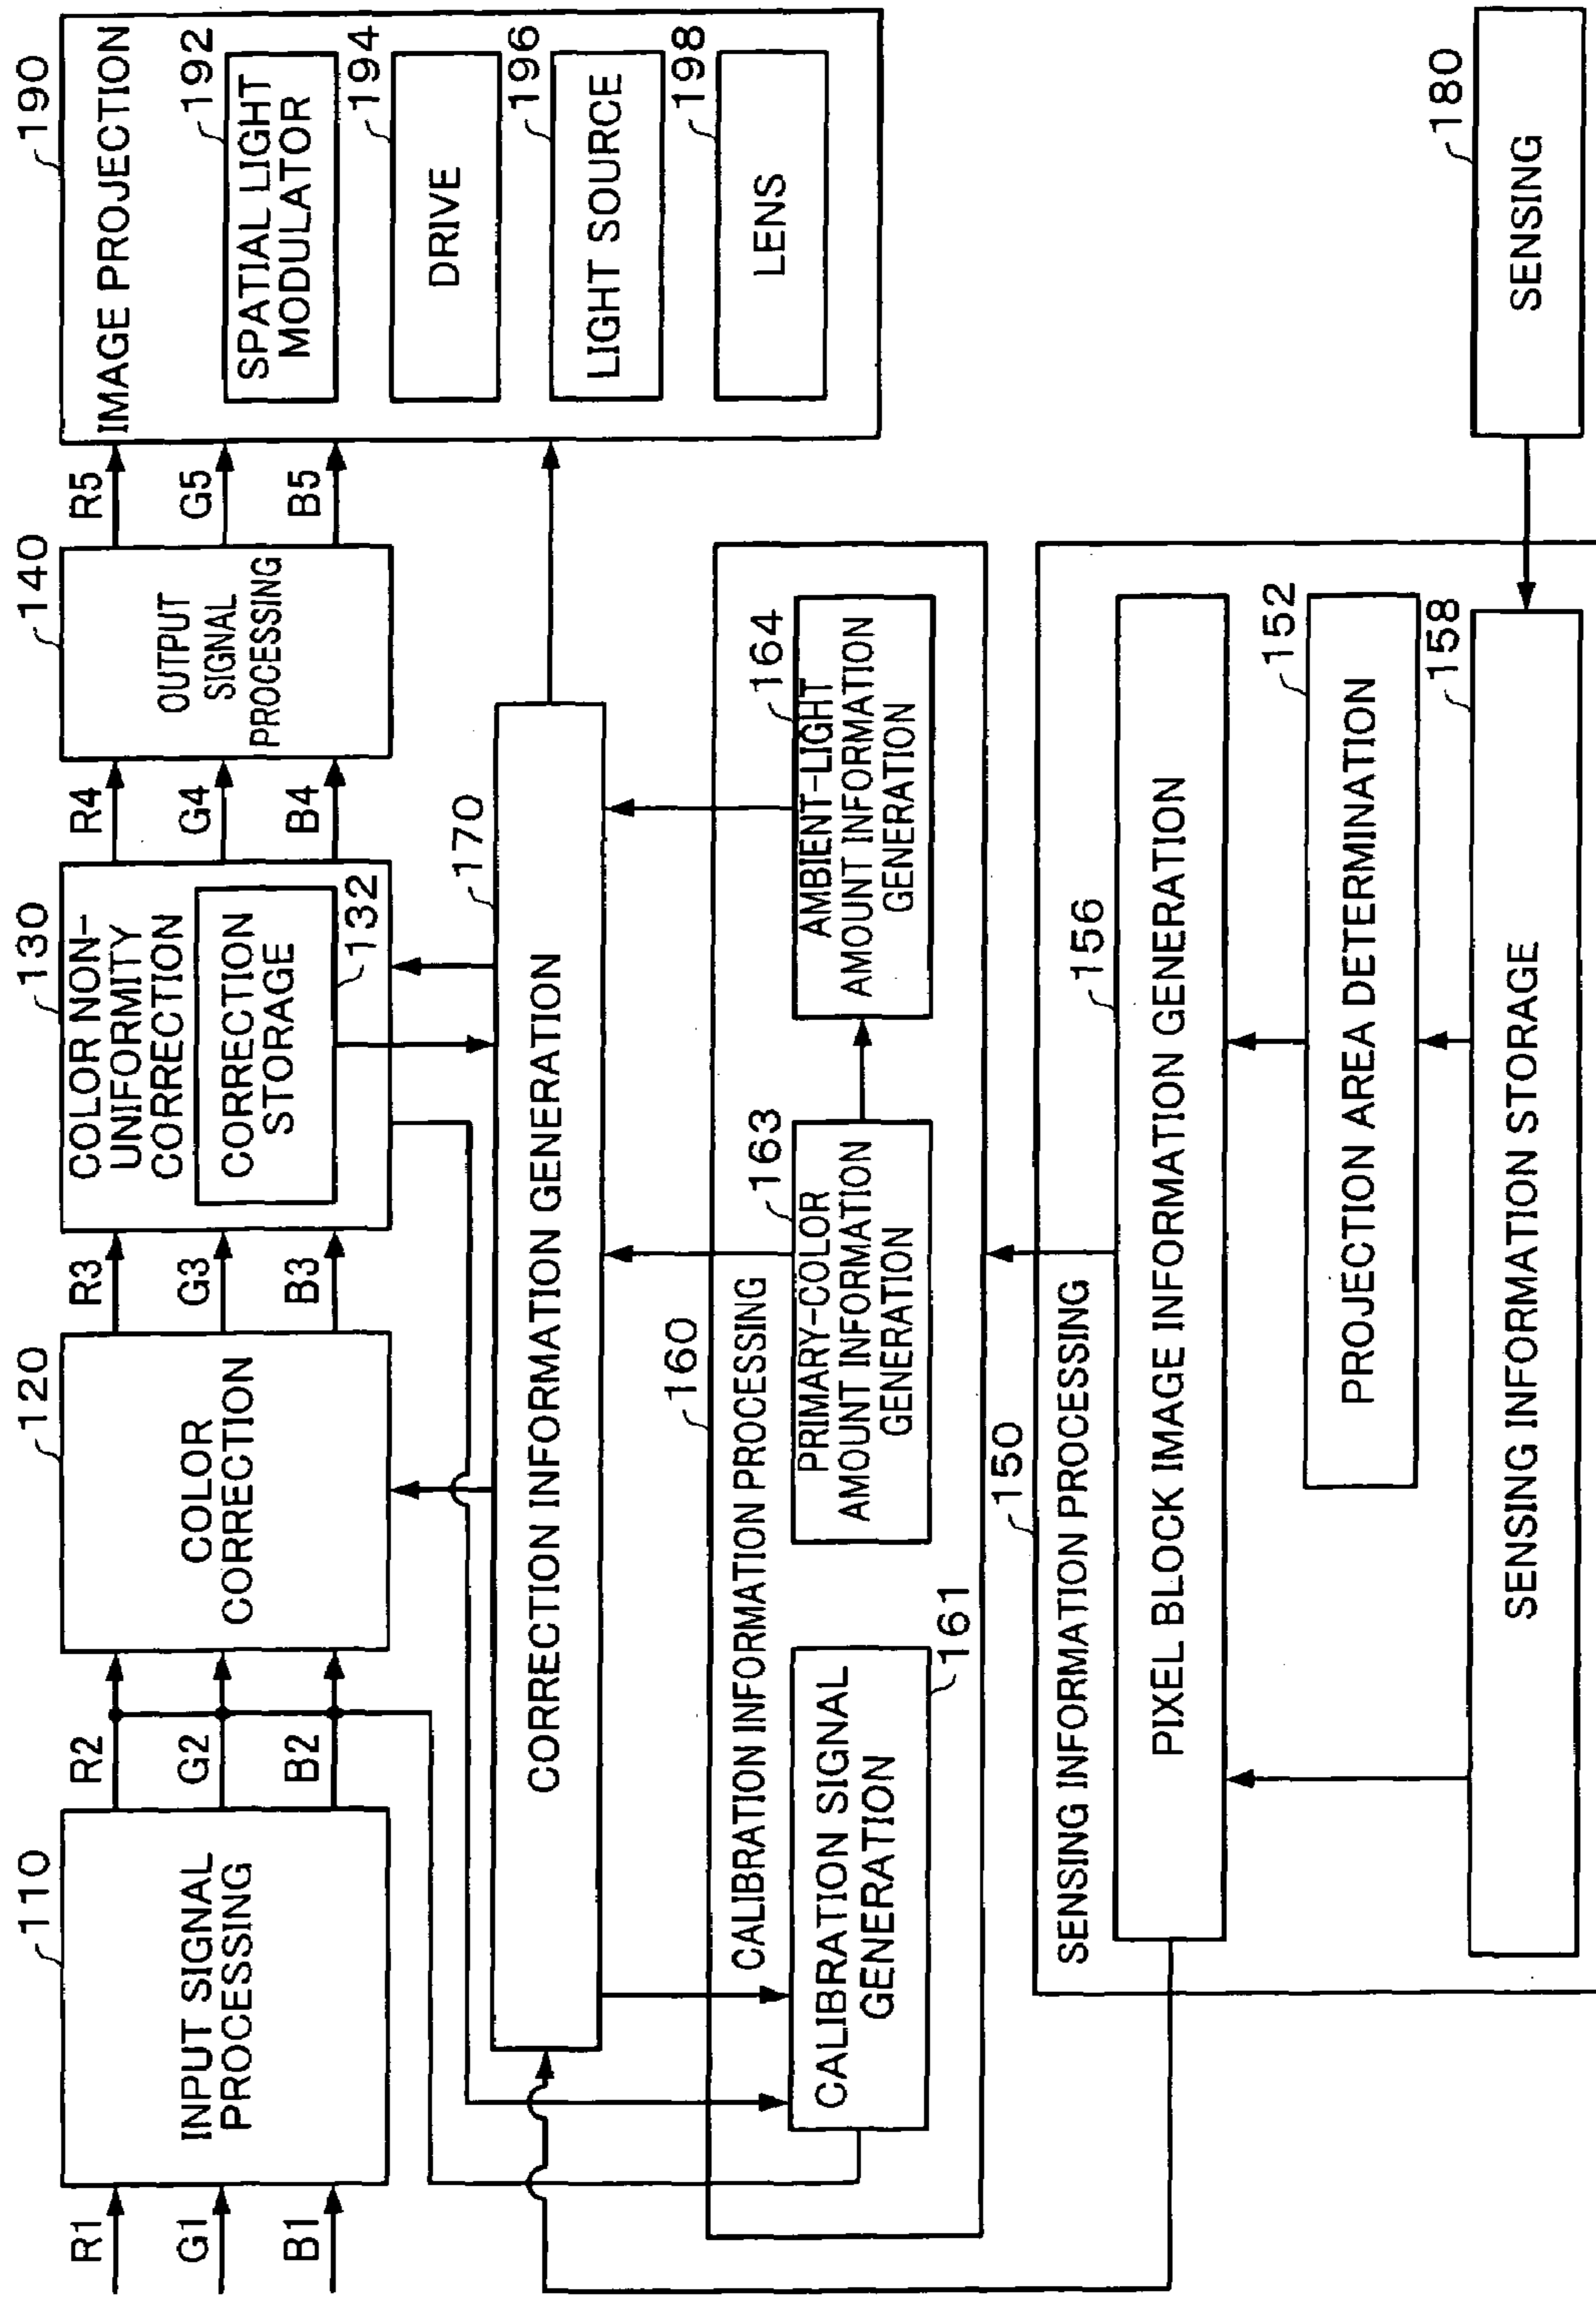 R1
G1
B1
110
INPUT SIGNAL
PROCESSING
R2
G2
B2
120
COLOR
CORRECTION
R3
G3
B3
130
COLOR NON-
UNIFORMITY
CORRECTION
CORRECTION
STORAGE
132
R4
G4
B4
140
OUTPUT
SIGNAL
PROCESSING
R5
G5
B5
190
IMAGE PROJECTION
192
SPATIAL LIGHT
MODULATOR
194
DRIVE
196
LIGHT SOURCE
198
LENS
170
CORRECTION INFORMATION GENERATION
160
CALIBRATION INFORMATION PROCESSING
CALIBRATION SIGNAL
GENERATION
161
163
PRIMARY-COLOR
AMOUNT INFORMATION
GENERATION
164
AMBIENT-LIGHT
AMOUNT INFORMATION
GENERATION
150
SENSING INFORMATION PROCESSING
156
PIXEL BLOCK IMAGE INFORMATION GENERATION
152
PROJECTION AREA DETERMINATION
158
SENSING INFORMATION STORAGE
180
SENSING